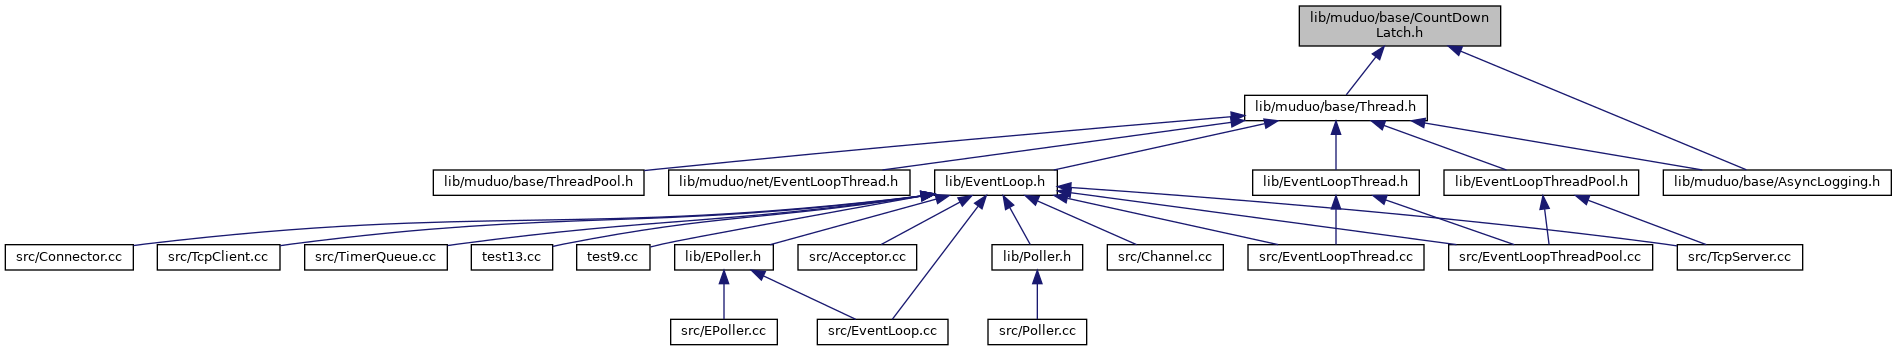 lib/muduo/base/CountDown
Latch.h
lib/muduo/base/Thread.h
lib/muduo/base/ThreadPool.h
lib/muduo/net/EventLoopThread.h
lib/EventLoop.h
lib/EventLoopThread.h
lib/EventLoopThreadPool.h
lib/muduo/base/AsyncLogging.h
src/Connector.cc
src/TcpClient.cc
src/TimerQueue.cc
test13.cc
test9.cc
lib/EPoller.h
src/Acceptor.cc
lib/Poller.h
src/Channel.cc
src/EventLoopThread.cc
src/EventLoopThreadPool.cc
src/TcpServer.cc
src/EPoller.cc
src/EventLoop.cc
src/Poller.cc